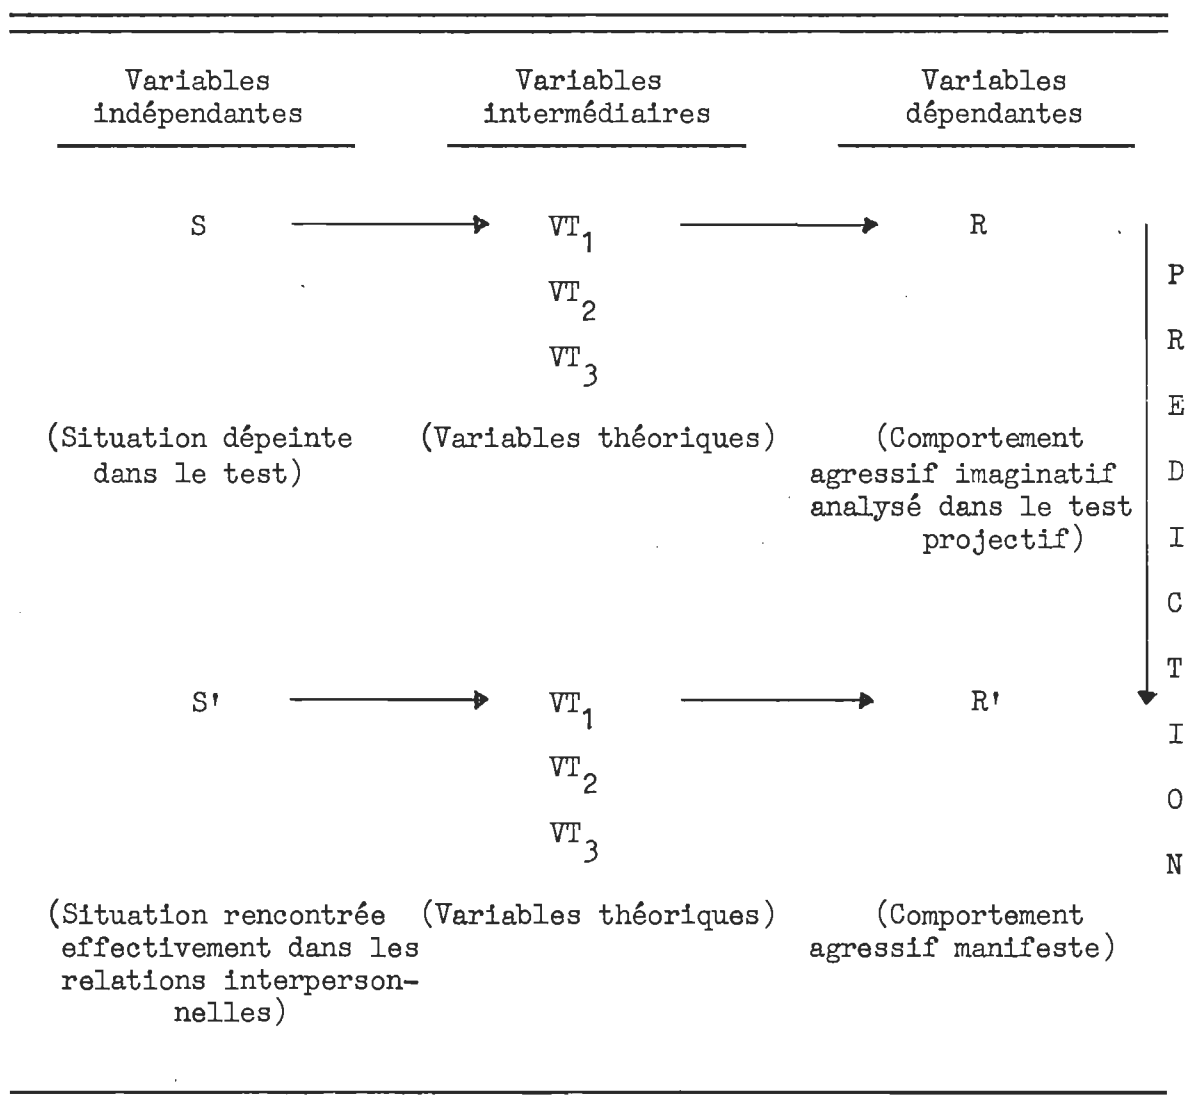 Variables Variables Variables
indépendantes intermédiaires dépendantes
S VT1 R
VT2
VT3
(Situation dépeinte (Variables théoriques) (Comportement
dans le test) agressif imaginatif
analysé dans le test
projectif)
S' VT1 R'
VT2
VT3
(Situation rencontrée (Variables théoriques) (Comportement
effectivement dans les agressif manifeste)
relations interperson-
nelles)
P
R
E
D
I
C
T
I
O
N